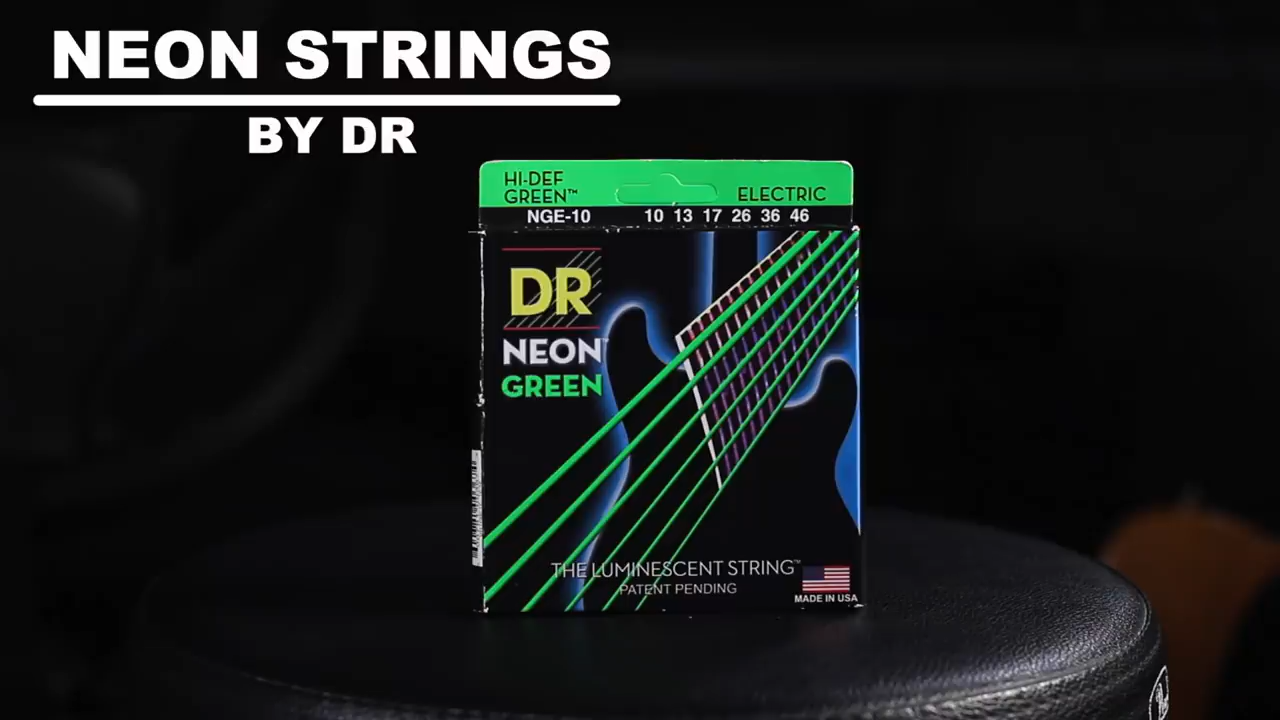 NEON STRINGS
BY DR
HI-DEF
GREEN™
ELECTRIC
NGE-10 10 13 17 26 36 46
DR
NEON™
GREEN
THE LUMINESCENT STRING™
PATENT PENDING
MADE IN USA